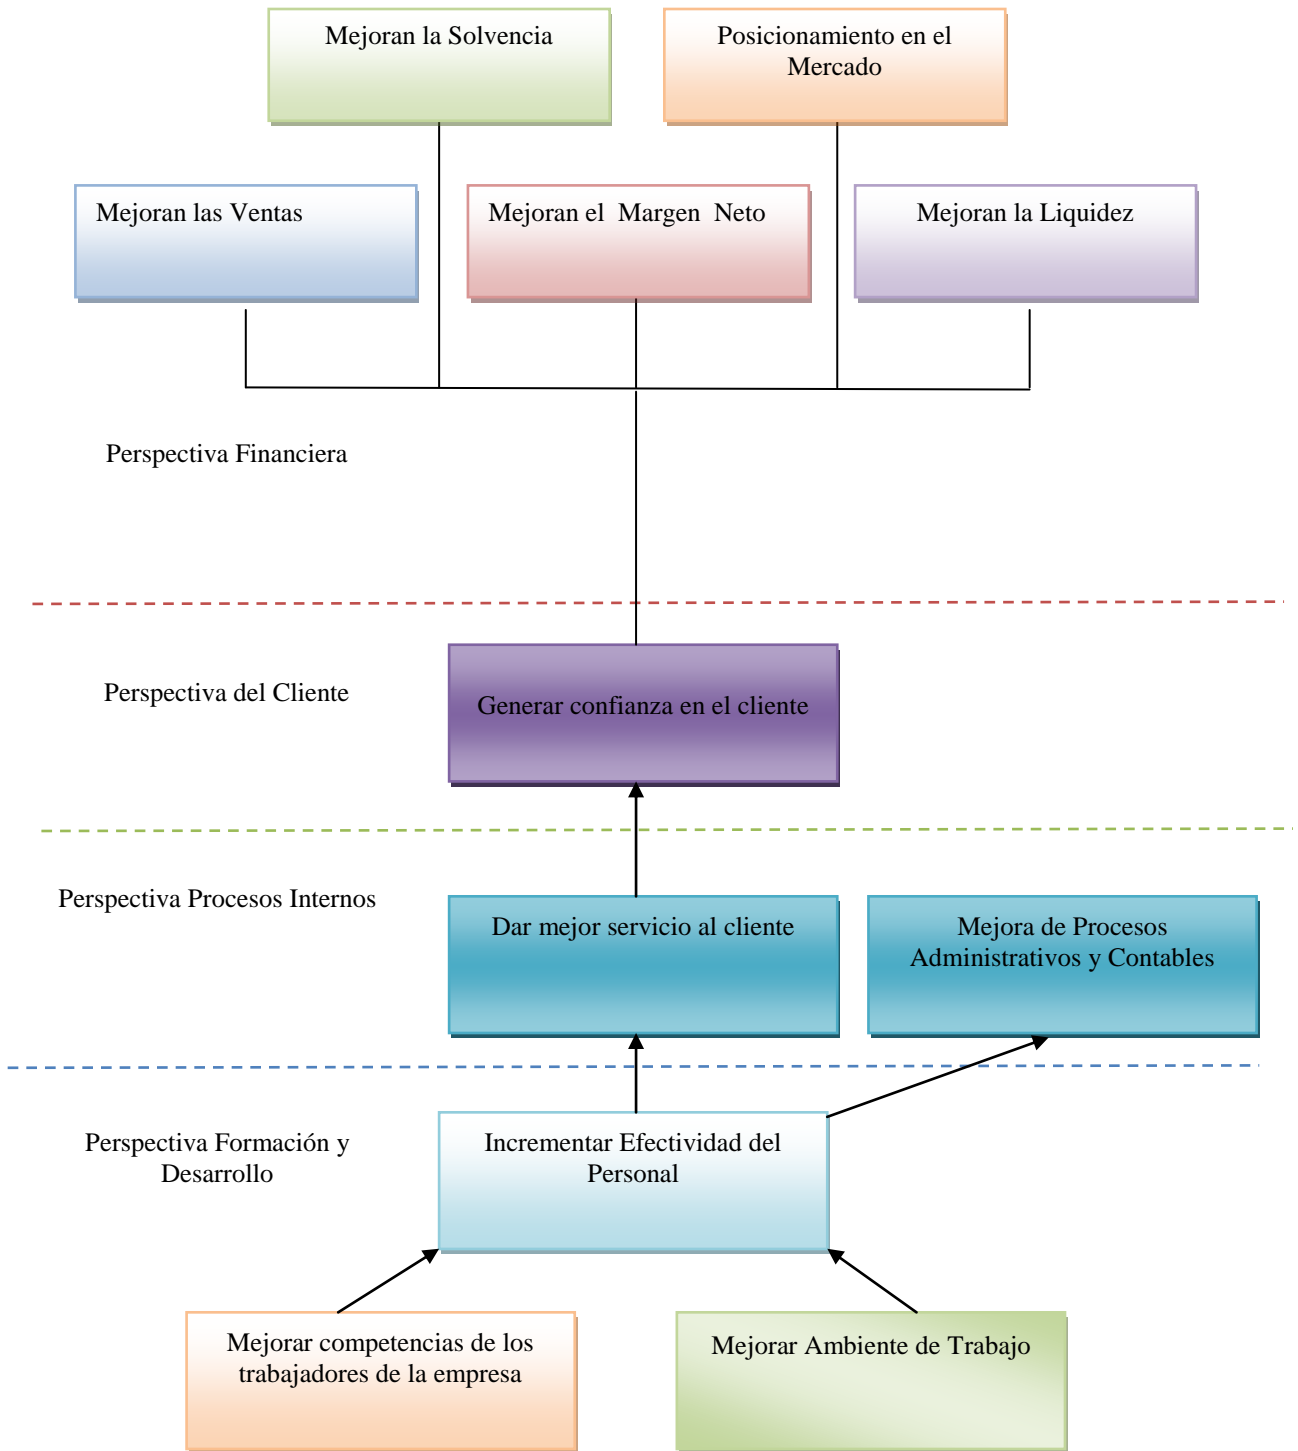 Mejoran la Solvencia
Posicionamiento en el
Mercado
Mejoran las Ventas
Mejoran el Margen Neto
Mejoran la Liquidez
Perspectiva Financiera
Perspectiva del Cliente
Generar confianza en el cliente
Perspectiva Procesos Internos
Dar mejor servicio al cliente
Mejora de Procesos
Administrativos y Contables
Perspectiva Formación y
Desarrollo
Incrementar Efectividad del
Personal
Mejorar competencias de los
trabajadores de la empresa
Mejorar Ambiente de Trabajo